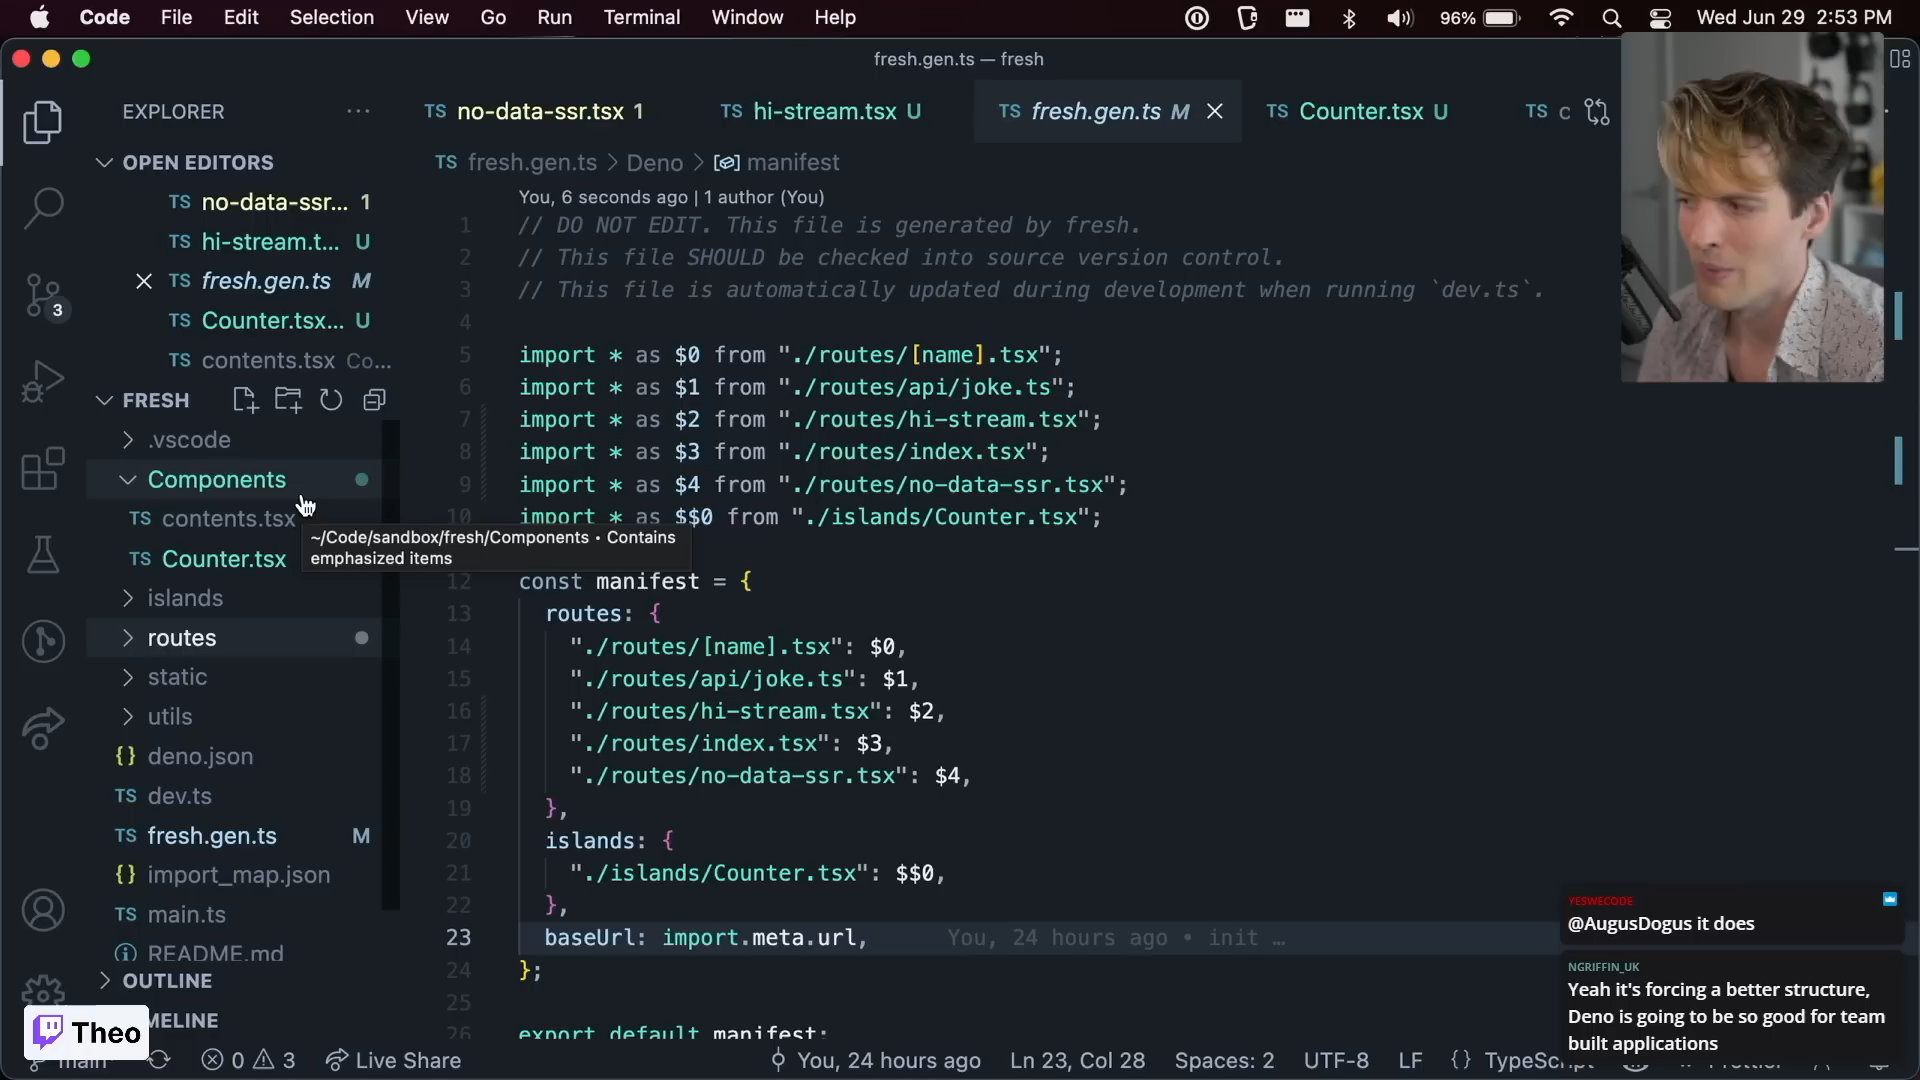 Code File Edit Selection View Go Run Terminal Window Help 96% Wed Jun 29 2:53 PM
fresh.gen.ts — fresh
EXPLORER
TS no-data-ssr.tsx 1 TS hi-stream.tsx U TS fresh.gen.ts M TS Counter.tsx U TS c
OPEN EDITORS
TS no-data-ssr... 1
TS hi-stream.t... U
TS fresh.gen.ts M
TS Counter.tsx... U
TS contents.tsx Co...
FRESH
.vscode
Components
TS contents.tsx
TS Counter.tsx
islands
routes
static
utils
{} deno.json
TS dev.ts
TS fresh.gen.ts M
{} import_map.json
TS main.ts
README.md
OUTLINE
MELINE
3
~/Code/sandbox/fresh/Components • Contains
emphasized items
TS fresh.gen.ts > Deno > manifest
You, 6 seconds ago | 1 author (You)
1 // DO NOT EDIT. This file is generated by fresh.
2 // This file SHOULD be checked into source version control.
3 // This file is automatically updated during development when running `dev.ts`.
4
5 import * as $0 from "./routes/[name].tsx";
6 import * as $1 from "./routes/api/joke.ts";
7 import * as $2 from "./routes/hi-stream.tsx";
8 import * as $3 from "./routes/index.tsx";
9 import * as $4 from "./routes/no-data-ssr.tsx";
10 import * as $$0 from "./islands/Counter.tsx";
12 const manifest = {
13 routes: {
14 "./routes/[name].tsx": $0,
15 "./routes/api/joke.ts": $1,
16 "./routes/hi-stream.tsx": $2,
17 "./routes/index.tsx": $3,
18 "./routes/no-data-ssr.tsx": $4,
19 },
20 islands: {
21 "./islands/Counter.tsx": $$0,
22 },
23 baseUrl: import.meta.url, You, 24 hours ago • init …
24 };
25
26 export default manifest;
YESWECODE
@AugusDogus it does
NGRIFFIN_UK
Yeah it's forcing a better structure,
Deno is going to be so good for team
built applications
Theo
main 0 3 Live Share You, 24 hours ago Ln 23, Col 28 Spaces: 2 UTF-8 LF {} TypeScript Prettier